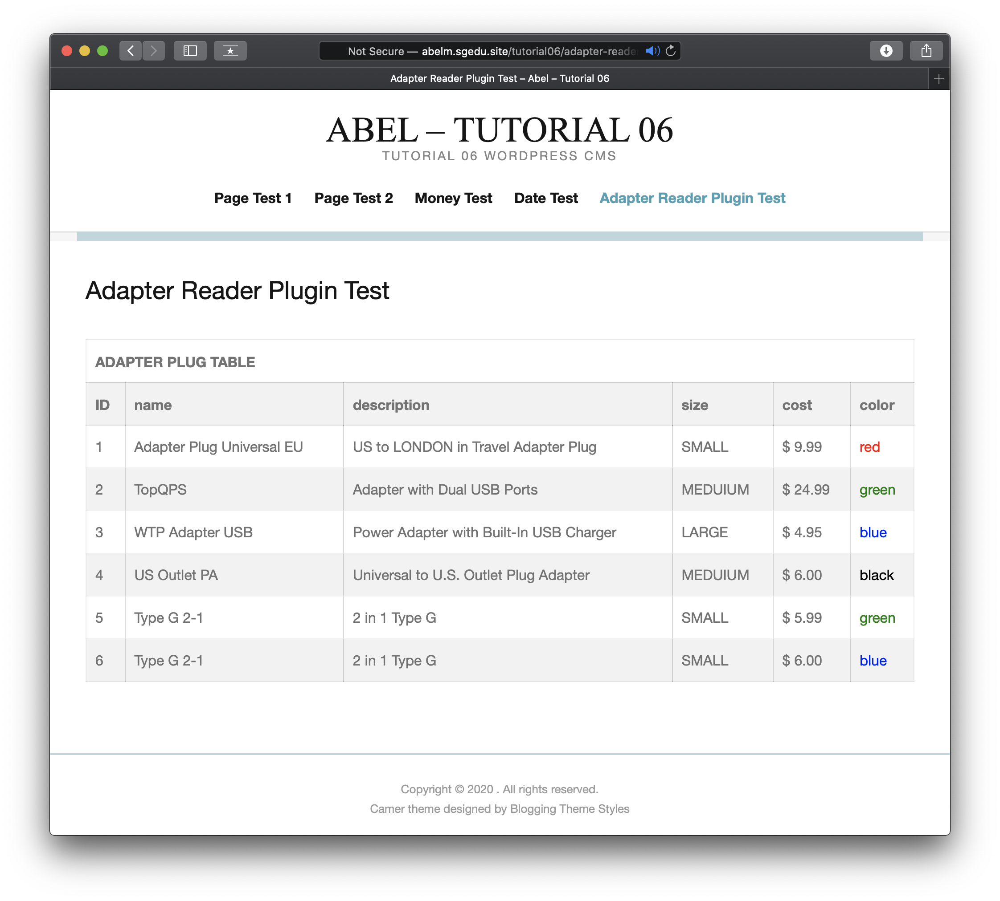 Not Secure — abelm.sgedu.site/tutorial06/adapter-reade
Adapter Reader Plugin Test – Abel – Tutorial 06
ABEL – TUTORIAL 06
TUTORIAL 06 WORDPRESS CMS
Page Test 1 Page Test 2 Money Test Date Test Adapter Reader Plugin Test
Adapter Reader Plugin Test
ADAPTER PLUG TABLE
ID name description size cost color
1 Adapter Plug Universal EU US to LONDON in Travel Adapter Plug SMALL $ 9.99 red
2 TopQPS Adapter with Dual USB Ports MEDUIUM $ 24.99 green
3 WTP Adapter USB Power Adapter with Built-In USB Charger LARGE $ 4.95 blue
4 US Outlet PA Universal to U.S. Outlet Plug Adapter MEDUIUM $ 6.00 black
5 Type G 2-1 2 in 1 Type G SMALL $ 5.99 green
6 Type G 2-1 2 in 1 Type G SMALL $ 6.00 blue
Copyright © 2020 . All rights reserved.
Camer theme designed by Blogging Theme Styles